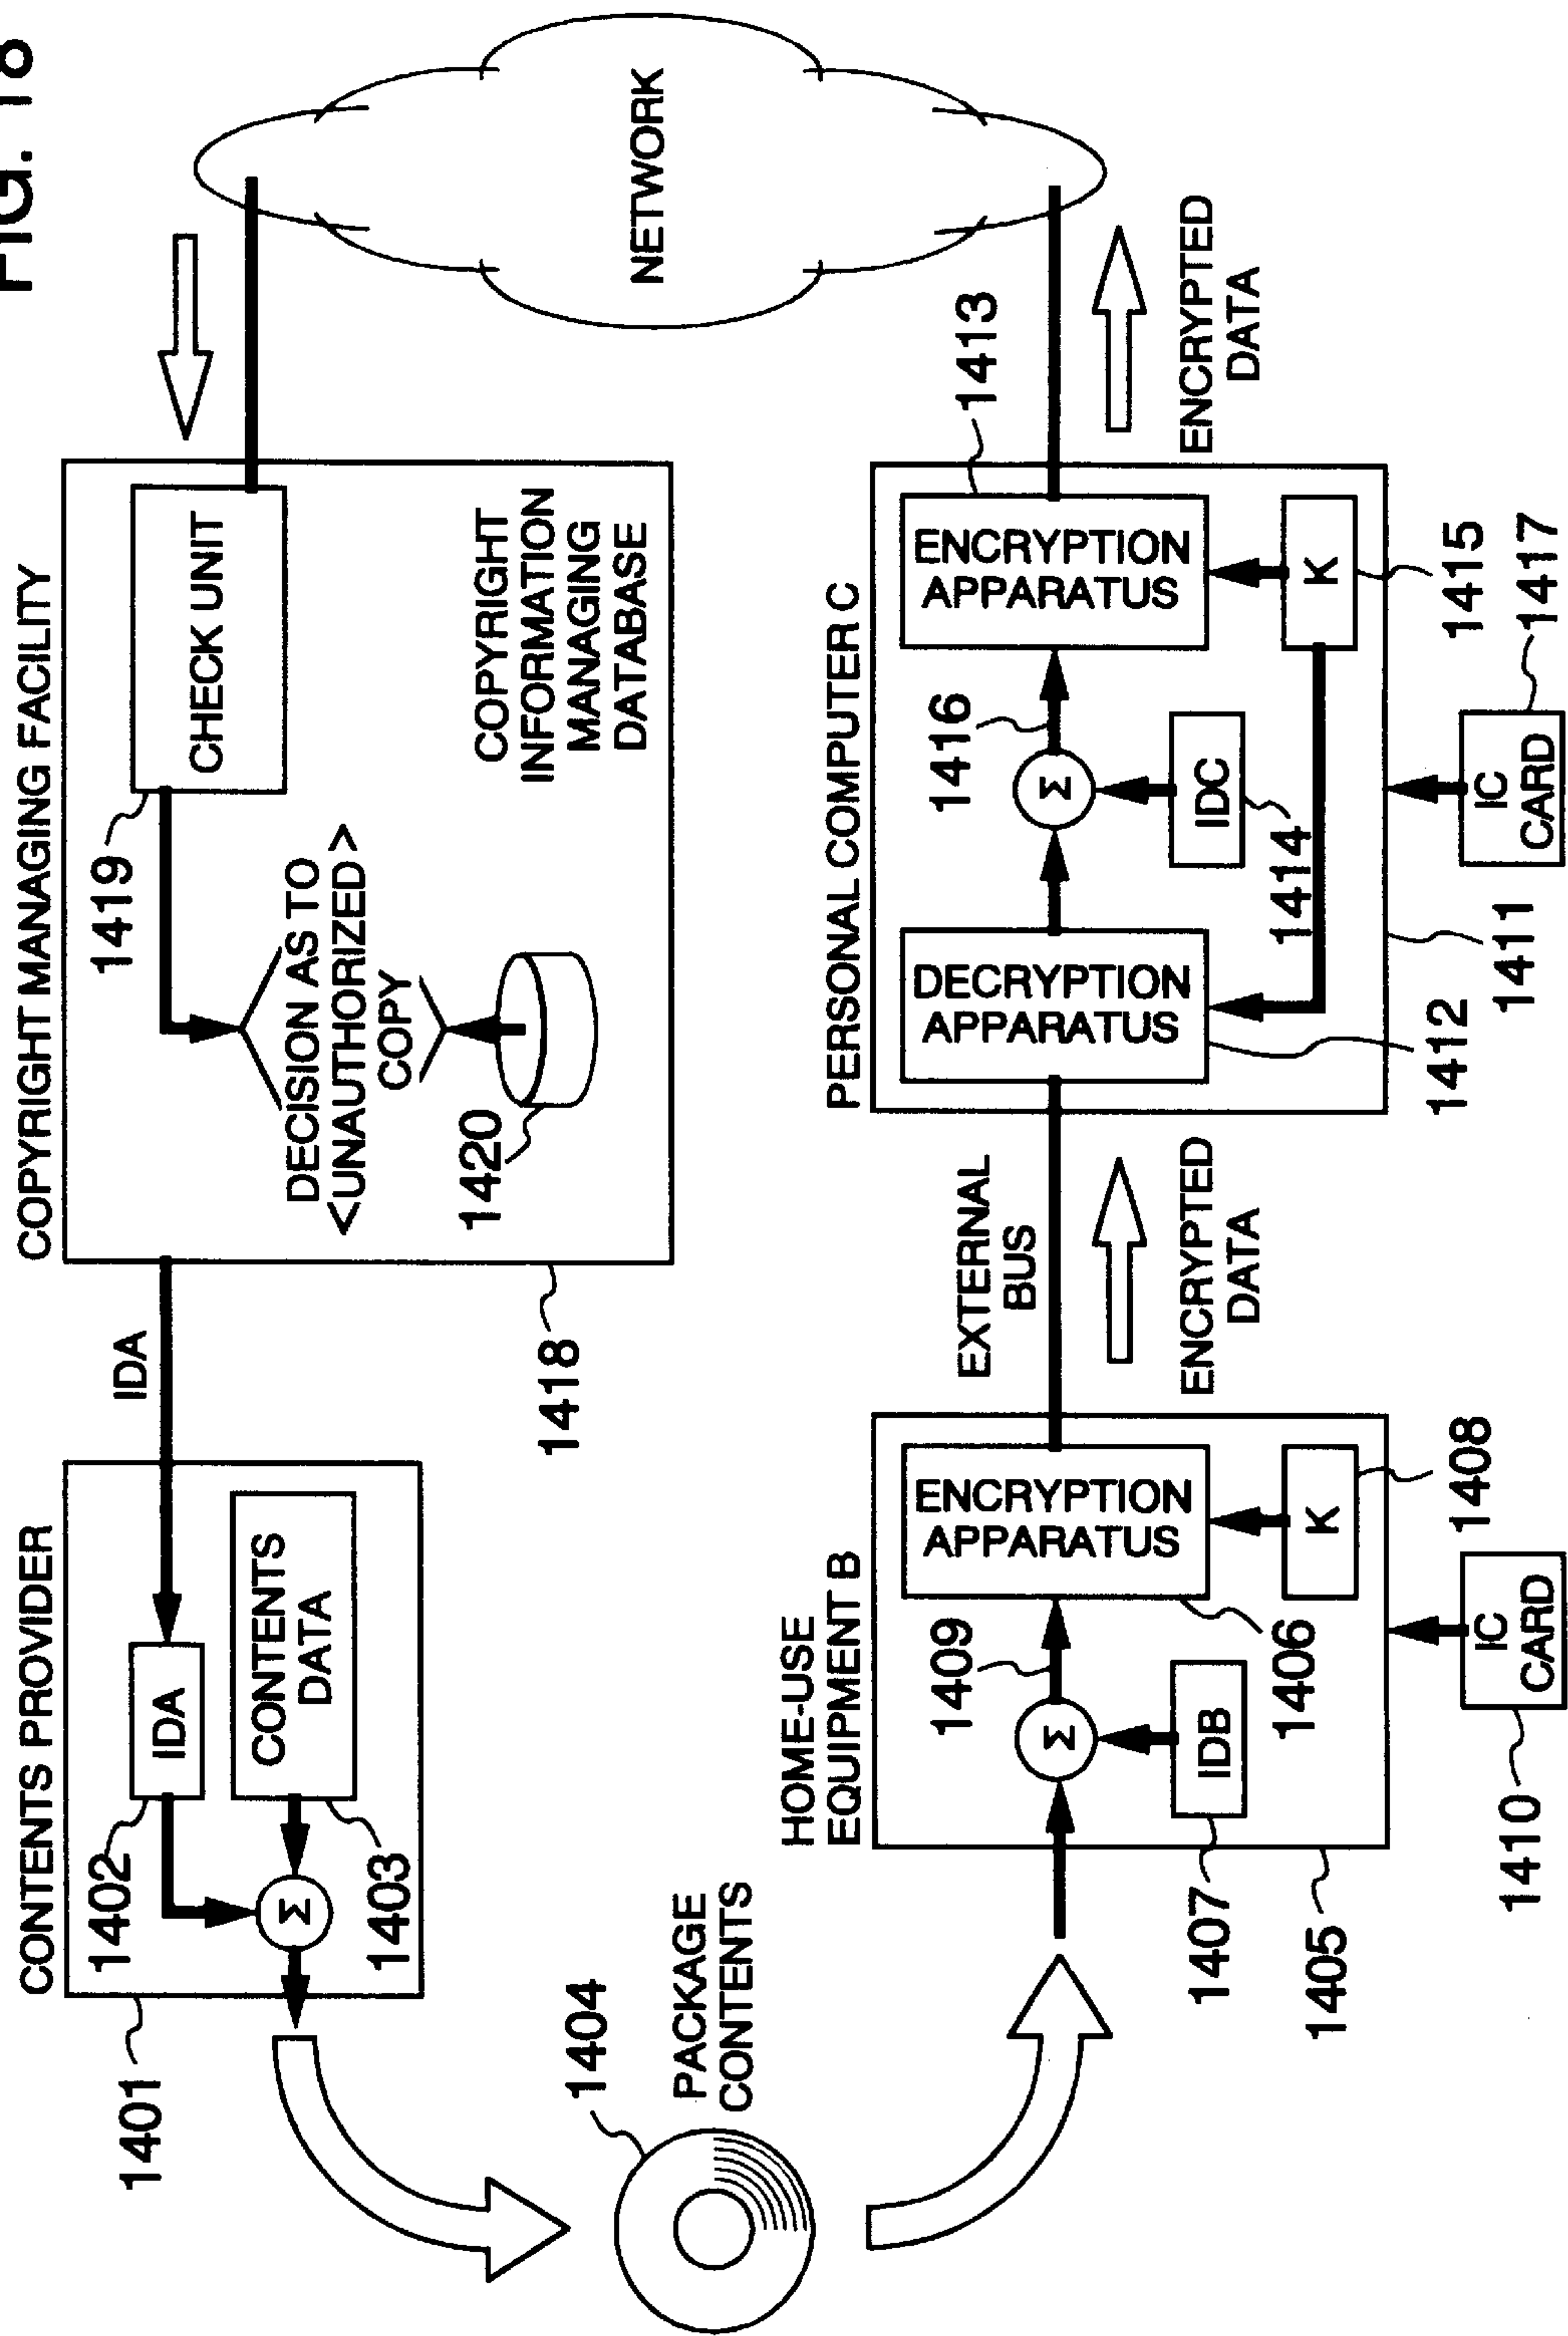 FIG. 18
CONTENTS PROVIDER
1401
1402
IDA
CONTENTS
DATA
Σ
1403
IDA
COPYRIGHT MANAGING FACILITY
1419
CHECK UNIT
DECISION AS TO
<UNAUTHORIZED>
COPY
1420
COPYRIGHT
INFORMATION
MANAGING
DATABASE
1418
NETWORK
1404
PACKAGE
CONTENTS
HOME-USE
EQUIPMENT B
1409
Σ
ENCRYPTION
APPARATUS
IDB
1407
1406
K
1408
1405
1410
IC
CARD
EXTERNAL
BUS
ENCRYPTED
DATA
PERSONAL COMPUTER C
DECRYPTION
APPARATUS
1412
1416
Σ
IDC
1414
ENCRYPTION
APPARATUS
1413
K
1415
1411
IC
CARD
1417
ENCRYPTED
DATA